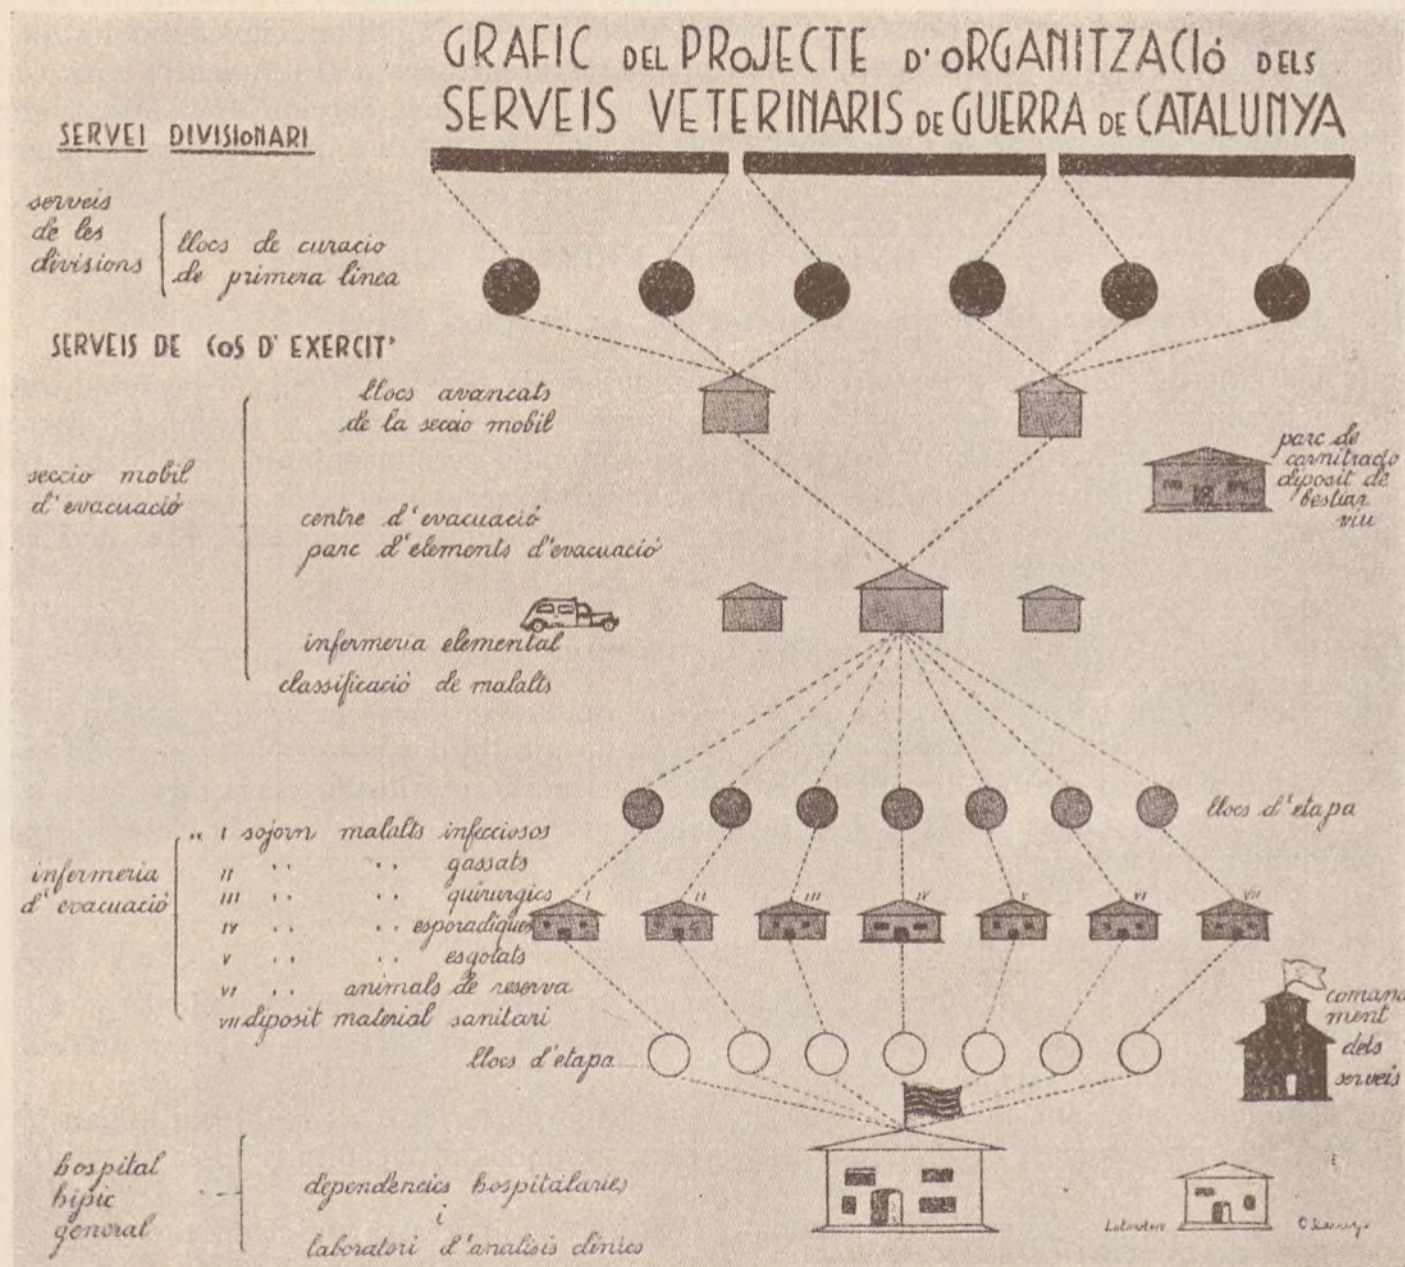 GRAFIC DEL PROJECTE D'ORGANITZACIÓ DELS
SERVEIS VETERINARIS DE GUERRA DE CATALUNYA
SERVEI DIVISIONARI
serveis
de les
divisions
llocs de curacio
de primera linea
SERVEIS DE COS D'EXERCIT'
llocs avancats
de la seccio mobil
seccio mobil
d'evacuació
centre d'evacuació
parc d'elements d'evacuació
infermeria elemental
classificació de malalts
parc de
diposit de
bestiar
viu
llocs d'etapa
infermeria
d'evacuació
" I sojorn malalts infecciosos
II " " gassats
III " " quirurgics
IV " " esporadiques
V " " esgotats
VI " animals de reserva
VII diposit material sanitari
I II III IV V VI VII
llocs d'etapa
comana
ment
dels
serveis
hospital
hipic
general
dependencies hospitalaries
i
laboratori d'analisis clinics
Laboratori